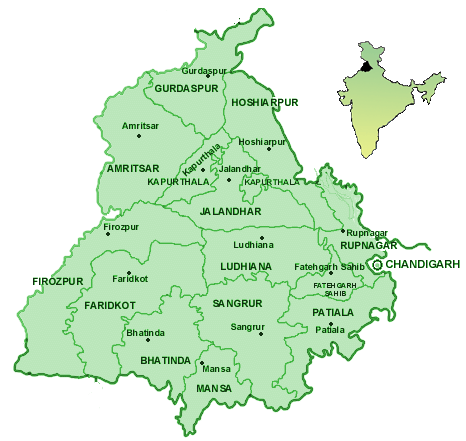 Gurdaspur
GURDASPUR
HOSHIARPUR
Amritsar
Hoshiarpur
Kapurthala
AMRITSAR
Jalandhar
KAPURTHALA
KAPURTHALA
JALANDHAR
Firozpur
Rupnagar
Ludhiana
RUPNAGAR
CHANDIGARH
LUDHIANA
Fatehgarh Sahib
Faridkot
FIROZPUR
FATEHGARH
SAHIB
FARIDKOT
SANGRUR
PATIALA
Sangrur
Patiala
Bhatinda
BHATINDA
Mansa
MANSA